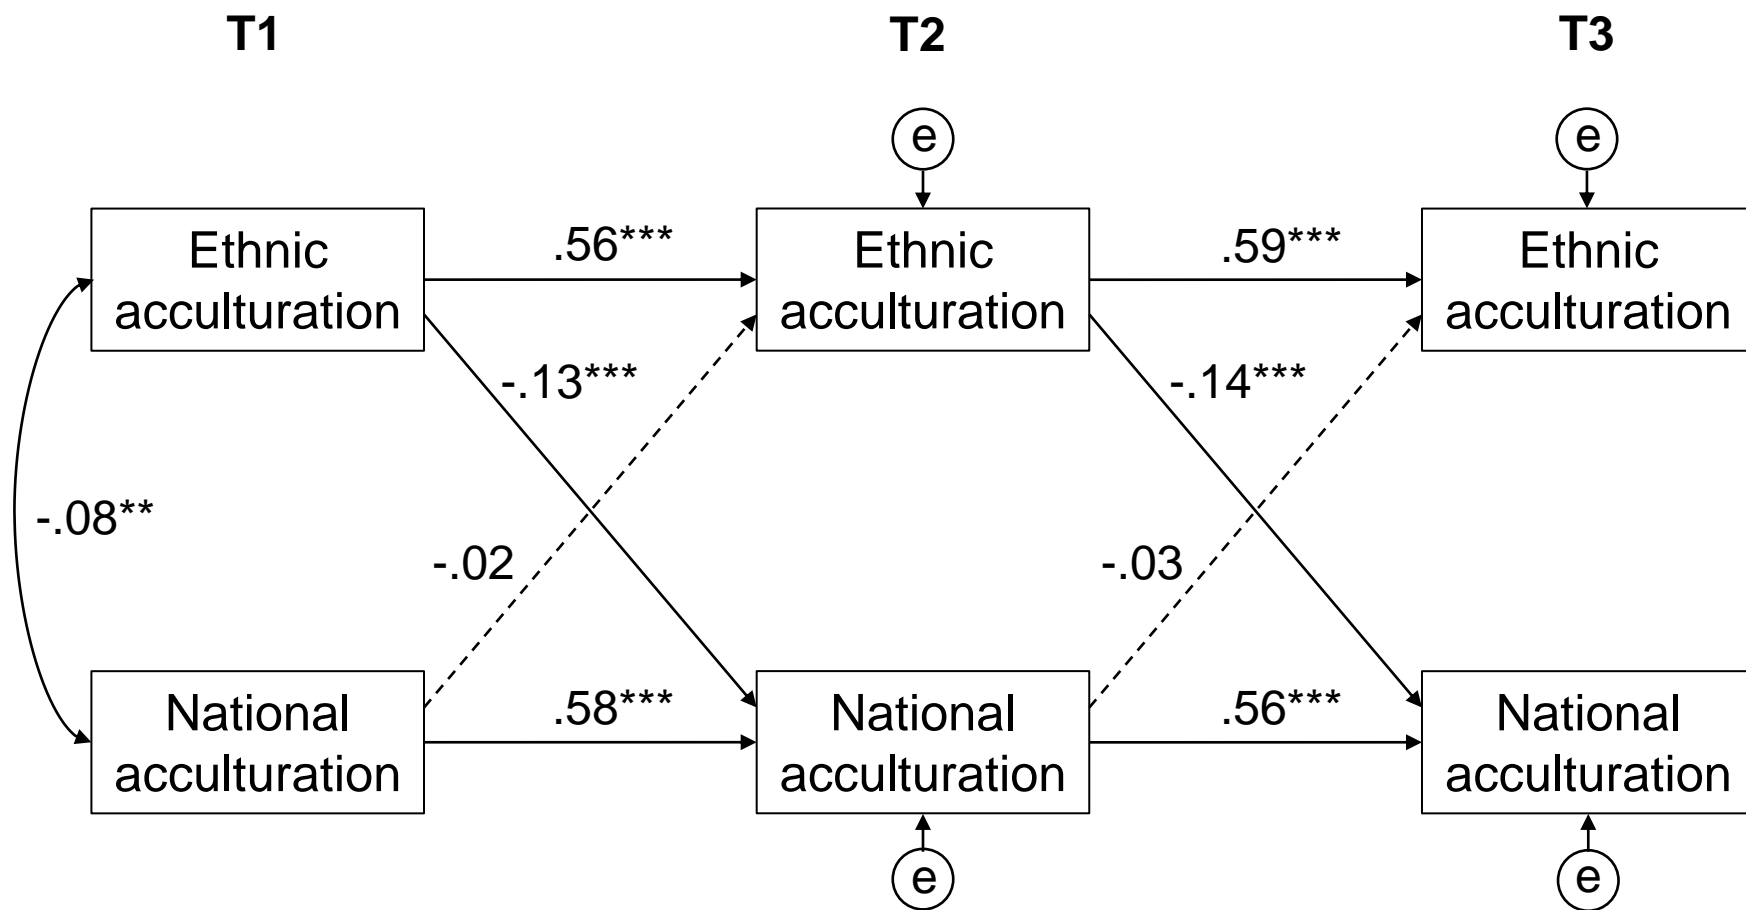 T1
T2
T3
e
e
Ethnic
acculturation
.56***
Ethnic
acculturation
.59***
Ethnic
acculturation
-.13***
-.14***
-.08**
-.02
-.03
National
acculturation
.58***
National
acculturation
.56***
National
acculturation
e
e